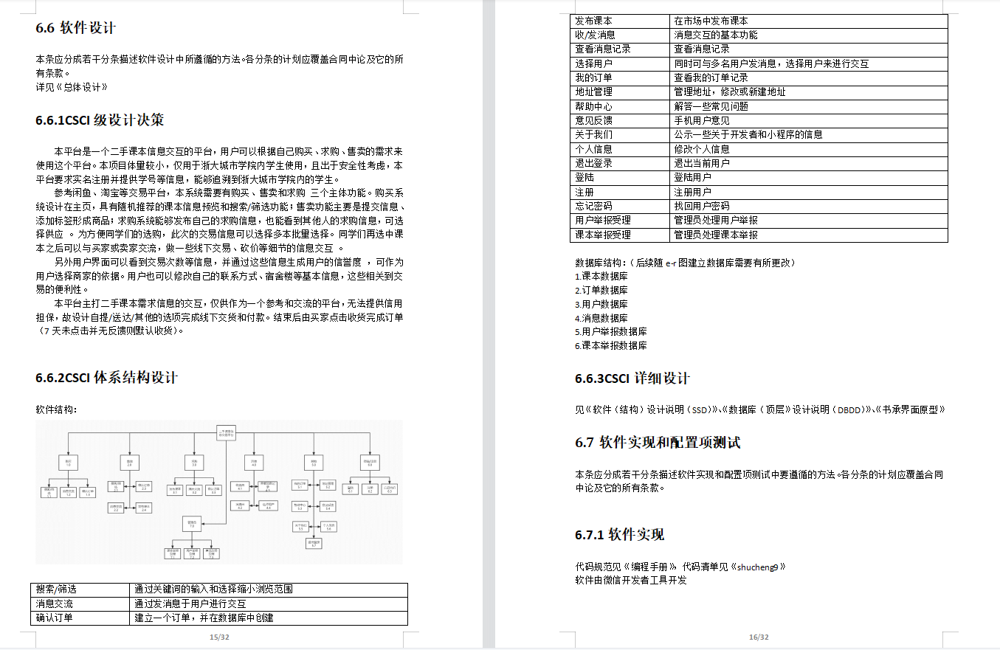 6.6 软件设计
本条应分成若干分条描述软件设计中所遵循的方法。各分条的计划应覆盖合同中论及它的所
有条款。
详见《总体设计》
6.6.1CSCI 级设计决策
本平台是一个二手课本信息交互的平台，用户可以根据自己购买、求购、售卖的需求来
使用这个平台。本项目体量较小，仅用于浙大城市学院内学生使用，且出于安全性考虑，本
平台要求实名注册并提供学号等信息，能够追溯到浙大城市学院内的学生。
参考闲鱼、淘宝等交易平台，本系统需要有购买、售卖和求购 三个主体功能。购买系
统设计在主页，具有随机推荐的课本信息预览和搜索/筛选功能；售卖功能主要是提交信息、
添加标签形成商品；求购系统能够发布自己的求购信息，也能看到其他人的求购信息，可选
择供应 。为方便同学们的选购，此次的交易信息可以选择多本批量选择。同学们再选中课
本之后可以与买家或卖家交流，做一些线下交易、砍价等细节的信息交互 。
另外用户界面可以看到交易次数等信息，并通过这些信息生成用户的信誉度 ，可作为
用户选择商家的依据。用户也可以修改自己的联系方式、宿舍楼等基本信息，这些相关到交
易的便利性。
本平台主打二手课本需求信息的交互，仅供作为一个参考和交流的平台，无法提供信用
担保，故设计自提/送达/其他的选项完成线下交货和付款。结束后由买家点击收货完成订单
（7 天未点击并无反馈则默认收货）。
6.6.2CSCI 体系结构设计
软件结构：
1.0
2.0
3.0
4.0
5.0
6.0
7.0
搜索/筛选 通过关键词的输入和选择缩小浏览范围
消息交流 通过发消息于用户进行交互
确认订单 建立一个订单，并在数据库中创建
15/32
发布课本 在市场中发布课本
收/发消息 消息交互的基本功能
查看消息记录 查看消息记录
选择用户 同时可与多名用户发消息，选择用户来进行交互
我的订单 查看我的订单记录
地址管理 管理地址，修改或新建地址
帮助中心 解答一些常见问题
意见反馈 手机用户意见
关于我们 公示一些关于开发者和小程序的信息
个人信息 修改个人信息
退出登录 退出当前用户
登陆 登陆用户
注册 注册用户
忘记密码 找回用户密码
用户举报受理 管理员处理用户举报
课本举报受理 管理员处理课本举报
数据库结构：（后续随 e-r 图建立数据库需要有所更改）
1.课本数据库
2.订单数据库
3.用户数据库
4.消息数据库
5.用户举报数据库
6.课本举报数据库
6.6.3CSCI 详细设计
见《软件（结构）设计说明（SSD）》、《数据库（顶层》设计说明（DBDD）》、《书承界面原型》
6.7 软件实现和配置项测试
本条应分成若干分条描述软件实现和配置项测试中要遵循的方法。各分条的计划应覆盖合同
中论及它的所有条款。
6.7.1 软件实现
代码规范见《编程手册》，代码清单见《shucheng9》
软件由微信开发者工具开发
16/32